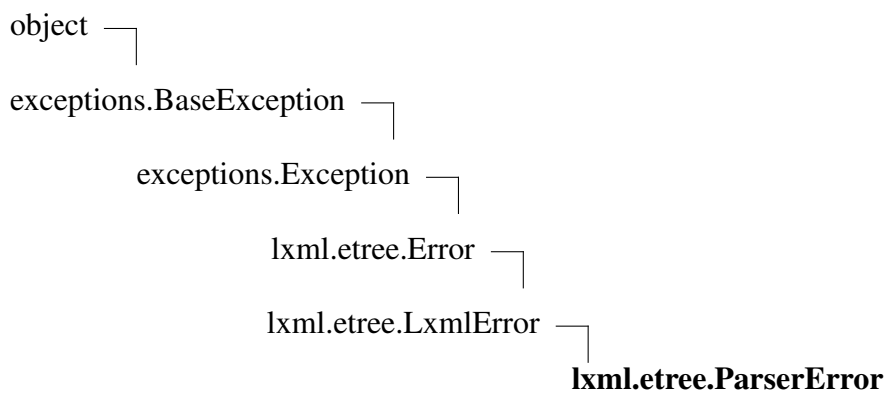 object
exceptions.BaseException
exceptions.Exception
lxml.etree.Error
lxml.etree.LxmlError
lxml.etree.ParserError